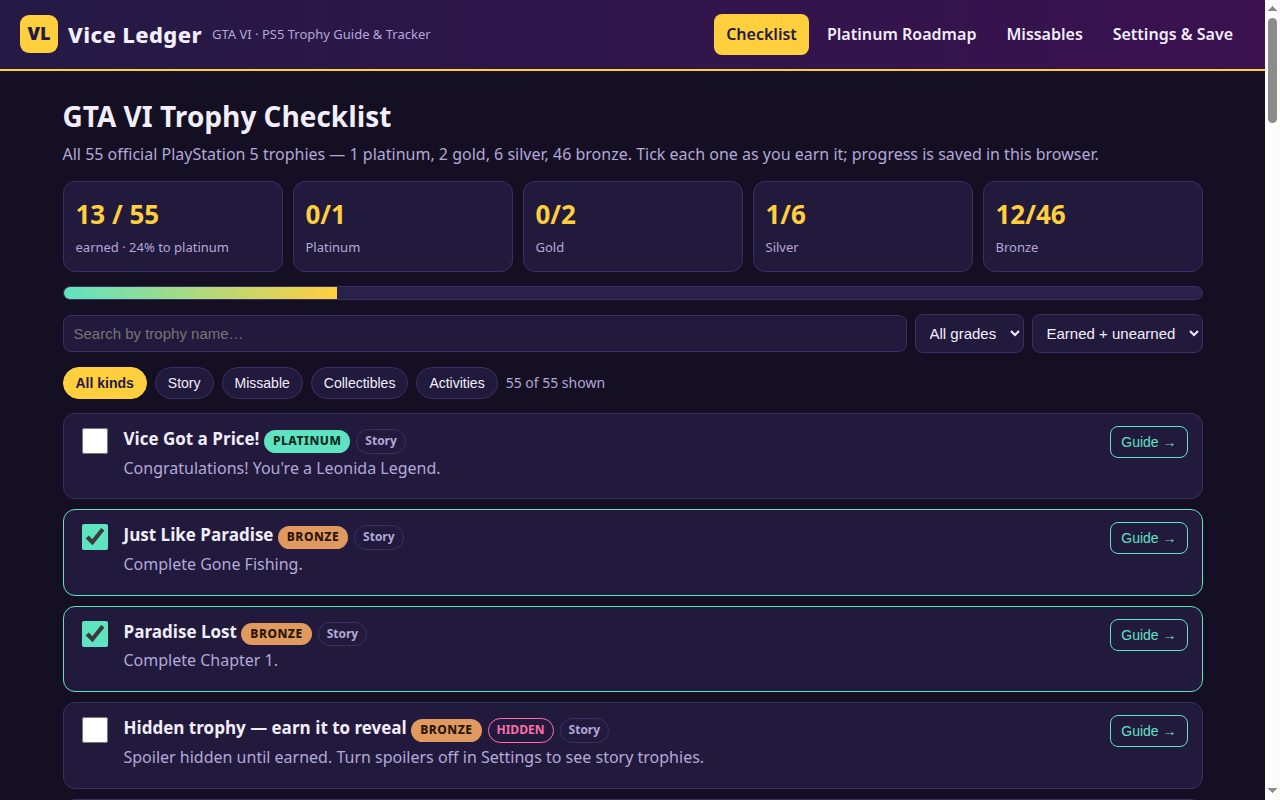 VL Vice Ledger GTA VI · PS5 Trophy Guide & Tracker Checklist Platinum Roadmap Missables Settings & Save
GTA VI Trophy Checklist
All 55 official PlayStation 5 trophies — 1 platinum, 2 gold, 6 silver, 46 bronze. Tick each one as you earn it; progress is saved in this browser.
13 / 55 0/1 0/2 1/6 12/46
earned · 24% to platinum Platinum Gold Silver Bronze
Search by trophy name… All grades Earned + unearned
All kinds Story Missable Collectibles Activities 55 of 55 shown
Vice Got a Price! PLATINUM Story Guide →
Congratulations! You're a Leonida Legend.
Just Like Paradise BRONZE Story Guide →
Complete Gone Fishing.
Paradise Lost BRONZE Story Guide →
Complete Chapter 1.
Hidden trophy — earn it to reveal BRONZE HIDDEN Story Guide →
Spoiler hidden until earned. Turn spoilers off in Settings to see story trophies.